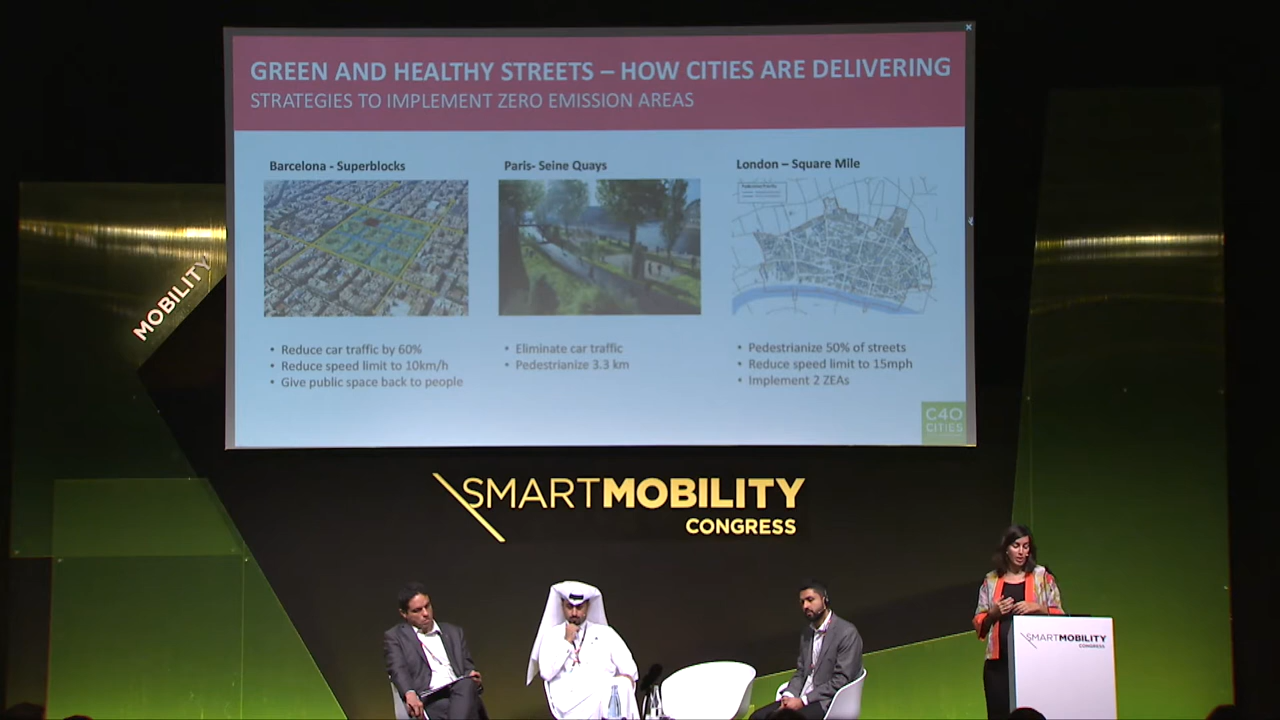 GREEN AND HEALTHY STREETS – HOW CITIES ARE DELIVERING
STRATEGIES TO IMPLEMENT ZERO EMISSION AREAS
Barcelona - Superblocks
Paris- Seine Quays
London – Square Mile
• Reduce car traffic by 60%
• Reduce speed limit to 10km/h
• Give public space back to people
• Eliminate car traffic
• Pedestrianize 3.3 km
• Pedestrianize 50% of streets
• Reduce speed limit to 15mph
• Implement 2 ZEAs
C40
CITIES
MOBILITY
SMARTMOBILITY
CONGRESS
SMARTMOBILITY
CONGRESS